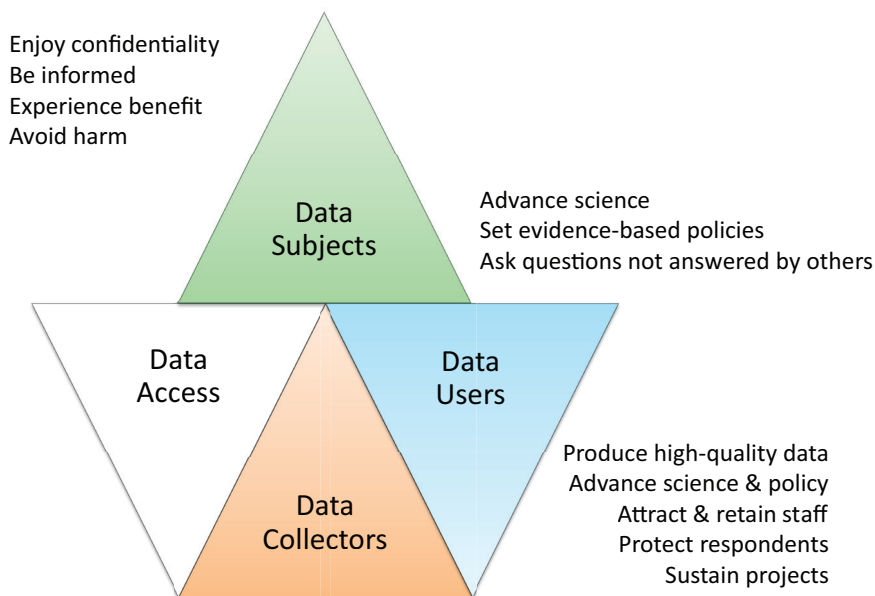 Enjoy confidentiality
Be informed
Experience benefit
Avoid harm
Data
Subjects
Advance science
Set evidence-based policies
Ask questions not answered by others
Data
Access
Data
Users
Data
Collectors
Produce high-quality data
Advance science & policy
Attract & retain staff
Protect respondents
Sustain projects